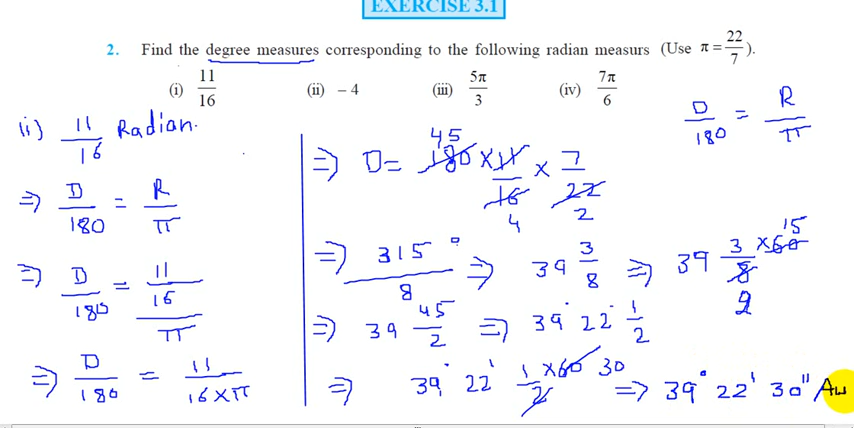 EXERCISE 3.1
2. Find the degree measures corresponding to the following radian measurs (Use π = 22/7).
(i) 11/16 (ii) – 4 (iii) 5π/3 (iv) 7π/6
D/180 = R/π
(i) 11/16 Radian.
⇒ D/180 = R/π
⇒ D/180 = 11/16/π
⇒ D/180 = 11/16×π
⇒ D = 180 45 × 11/16 4 × 7/22 2
⇒ 315°/8 ⇒ 39 3/8 ⇒ 39 3/8 2 × 60 15
⇒ 39 45/2 ⇒ 39° 22' 1/2
⇒ 39° 22' 1/2 × 60 30 ⇒ 39° 22' 30"